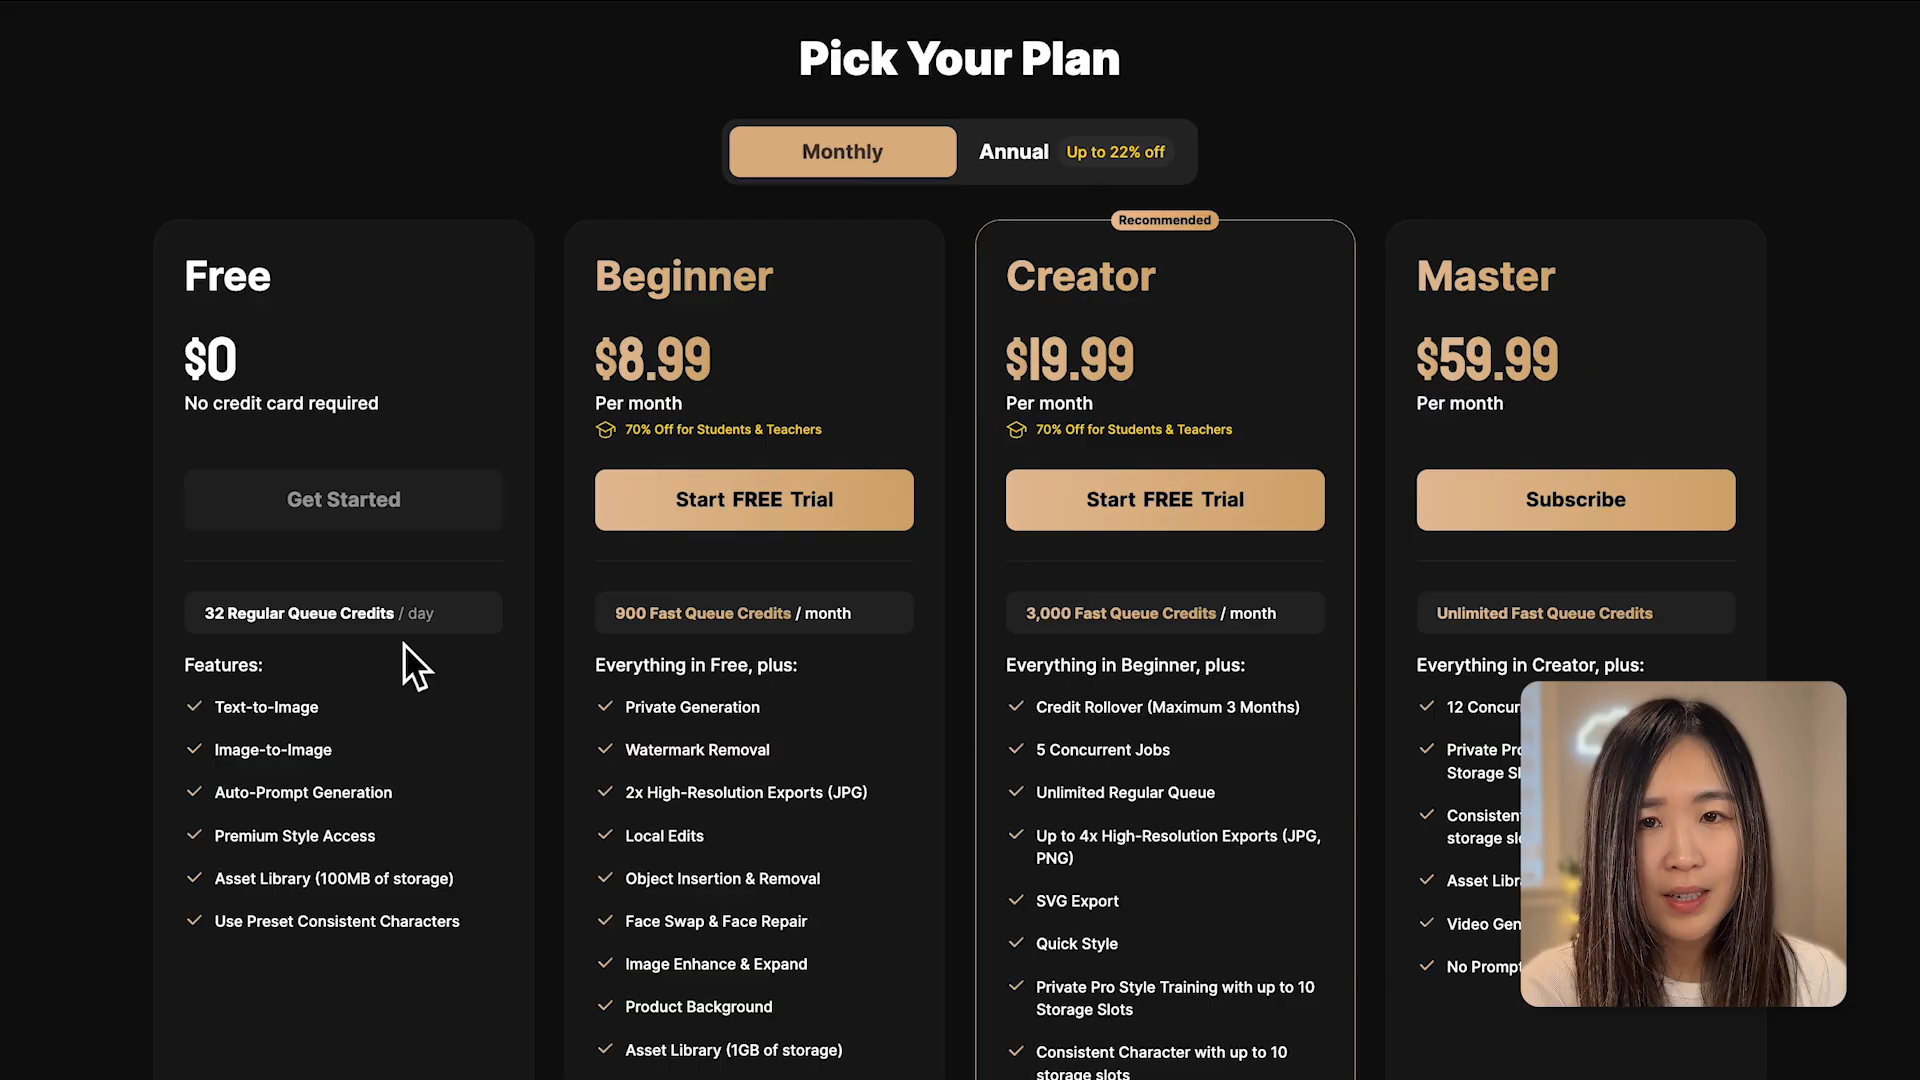 Pick Your Plan
Monthly
Annual Up to 22% off
Free
$0
No credit card required
Get Started
32 Regular Queue Credits / day
Features:
Text-to-Image
Image-to-Image
Auto-Prompt Generation
Premium Style Access
Asset Library (100MB of storage)
Use Preset Consistent Characters
Beginner
$8.99
Per month
70% Off for Students & Teachers
Start FREE Trial
900 Fast Queue Credits / month
Everything in Free, plus:
Private Generation
Watermark Removal
2x High-Resolution Exports (JPG)
Local Edits
Object Insertion & Removal
Face Swap & Face Repair
Image Enhance & Expand
Product Background
Asset Library (1GB of storage)
Recommended
Creator
$19.99
Per month
70% Off for Students & Teachers
Start FREE Trial
3,000 Fast Queue Credits / month
Everything in Beginner, plus:
Credit Rollover (Maximum 3 Months)
5 Concurrent Jobs
Unlimited Regular Queue
Up to 4x High-Resolution Exports (JPG,
PNG)
SVG Export
Quick Style
Private Pro Style Training with up to 10
Storage Slots
Consistent Character with up to 10
storage slots
Master
$59.99
Per month
Subscribe
Unlimited Fast Queue Credits
Everything in Creator, plus:
12
Private
Storage
Consistent
storage
Asset
Video
No Prompt